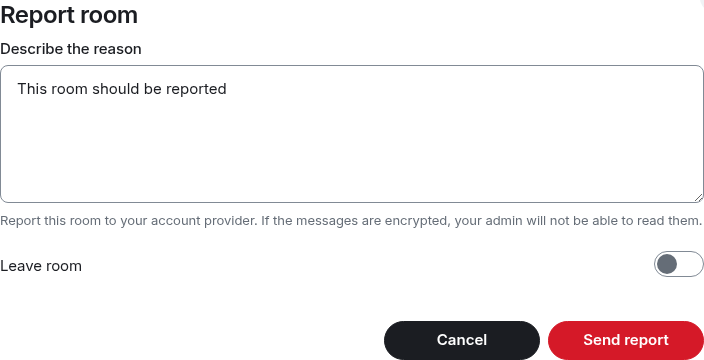 Report room
Describe the reason
This room should be reported
Report this room to your account provider. If the messages are encrypted, your admin will not be able to read them.
Leave room
Cancel
Send report